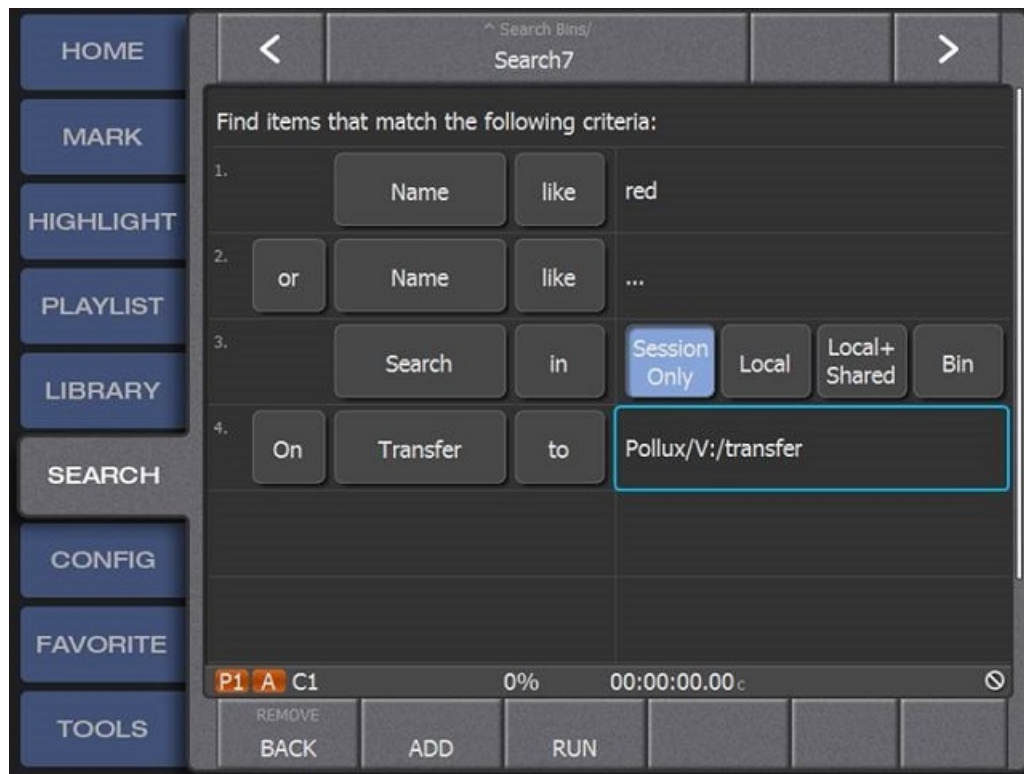 HOME
MARK
HIGHLIGHT
PLAYLIST
LIBRARY
SEARCH
CONFIG
FAVORITE
TOOLS
< ^ Search Bins/ >
Search7
Find items that match the following criteria:
1. Name like red
2. or Name like ...
3. Search in Session Only Local Local+ Shared Bin
4. On Transfer to Pollux/V:/transfer
P1 A C1 0% 00:00:00.00c
REMOVE
BACK ADD RUN